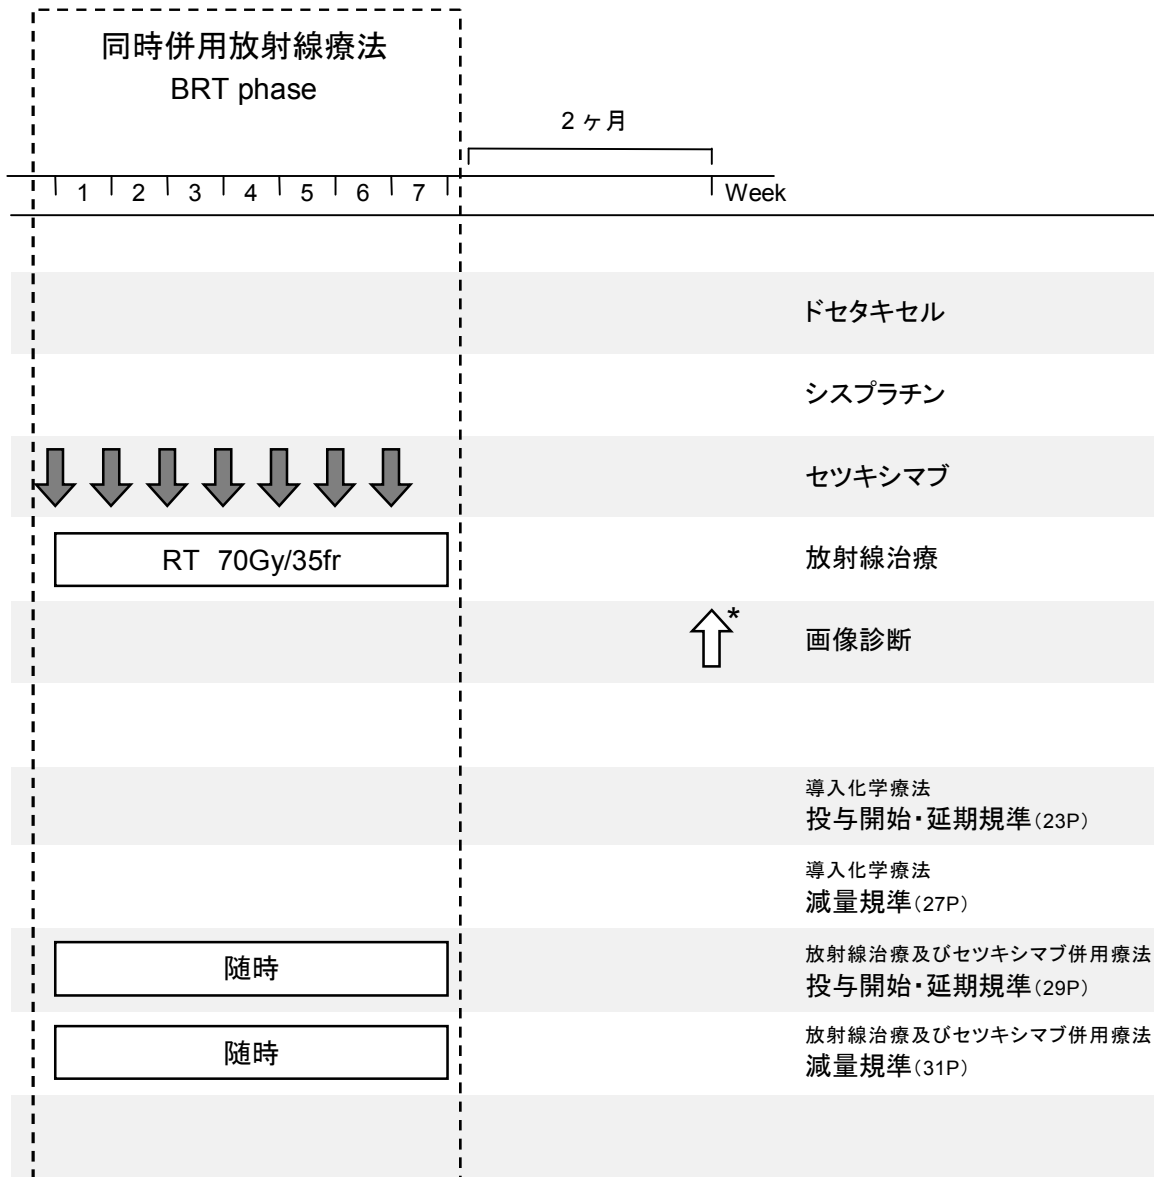 同時併用放射線療法
BRT phase
2 ヶ月
1 2 3 4 5 6 7 Week
ドセタキセル
シスプラチン
セツキシマブ
RT 70Gy/35fr 放射線治療
* 画像診断
導入化学療法
投与開始・延期規準（23P）
導入化学療法
減量規準（27P）
放射線治療及びセツキシマブ併用療法
随時 投与開始・延期規準（29P）
放射線治療及びセツキシマブ併用療法
随時 減量規準（31P）